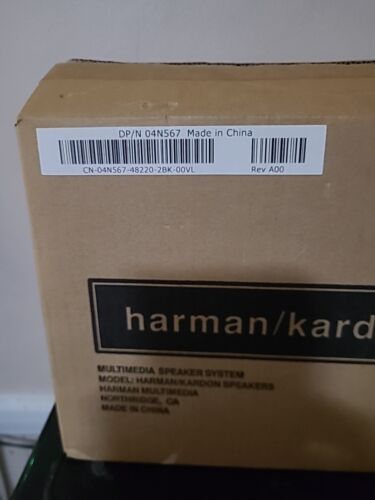 DP/N 04N567 Made in China
CN-04N567-48220-2BK-00VL Rev A00
harman/kard
MULTIMEDIA SPEAKER SYSTEM
MODEL: HARMAN/KARDON SPEAKERS
HARMAN MULTIMEDIA
NORTHRIDGE, CA
MADE IN CHINA